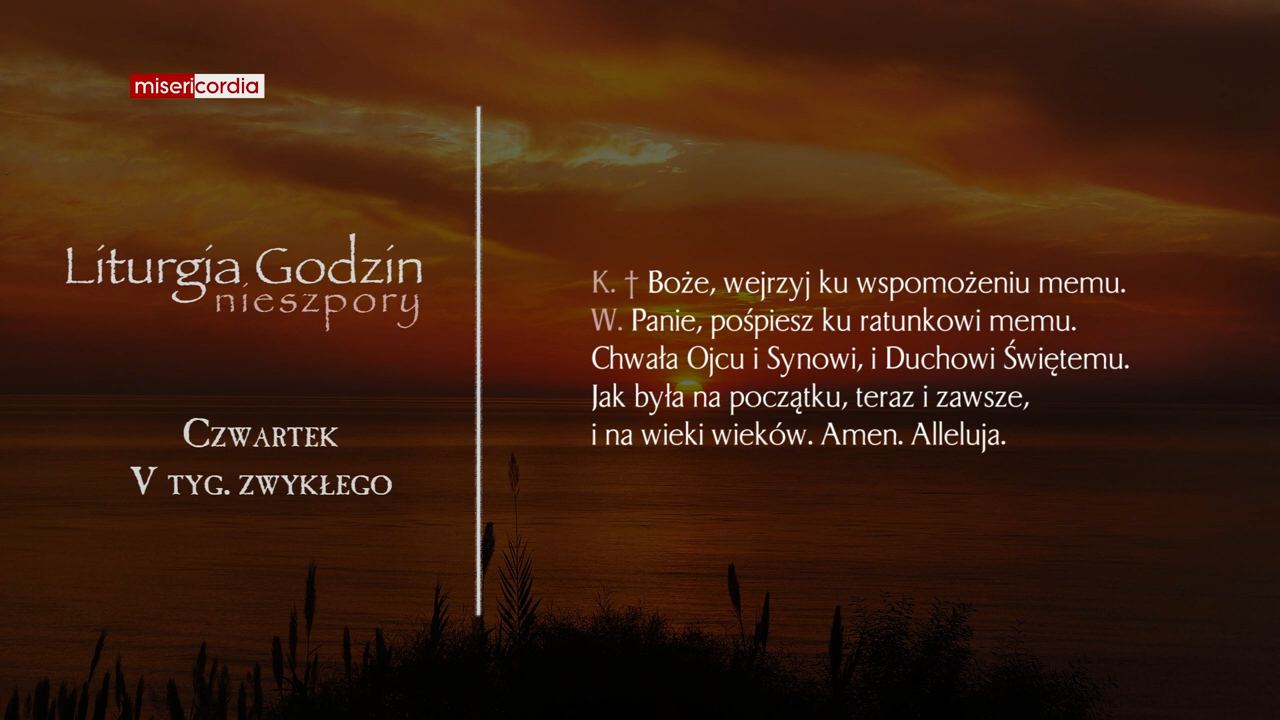 misericordia
Liturgia Godzin
nieszpory
Czwartek
V tyg. zwykłego
K. † Boże, wejrzyj ku wspomożeniu memu.
W. Panie, pośpiesz ku ratunkowi memu.
Chwała Ojcu i Synowi, i Duchowi Świętemu.
Jak była na początku, teraz i zawsze,
i na wieki wieków. Amen. Alleluja.